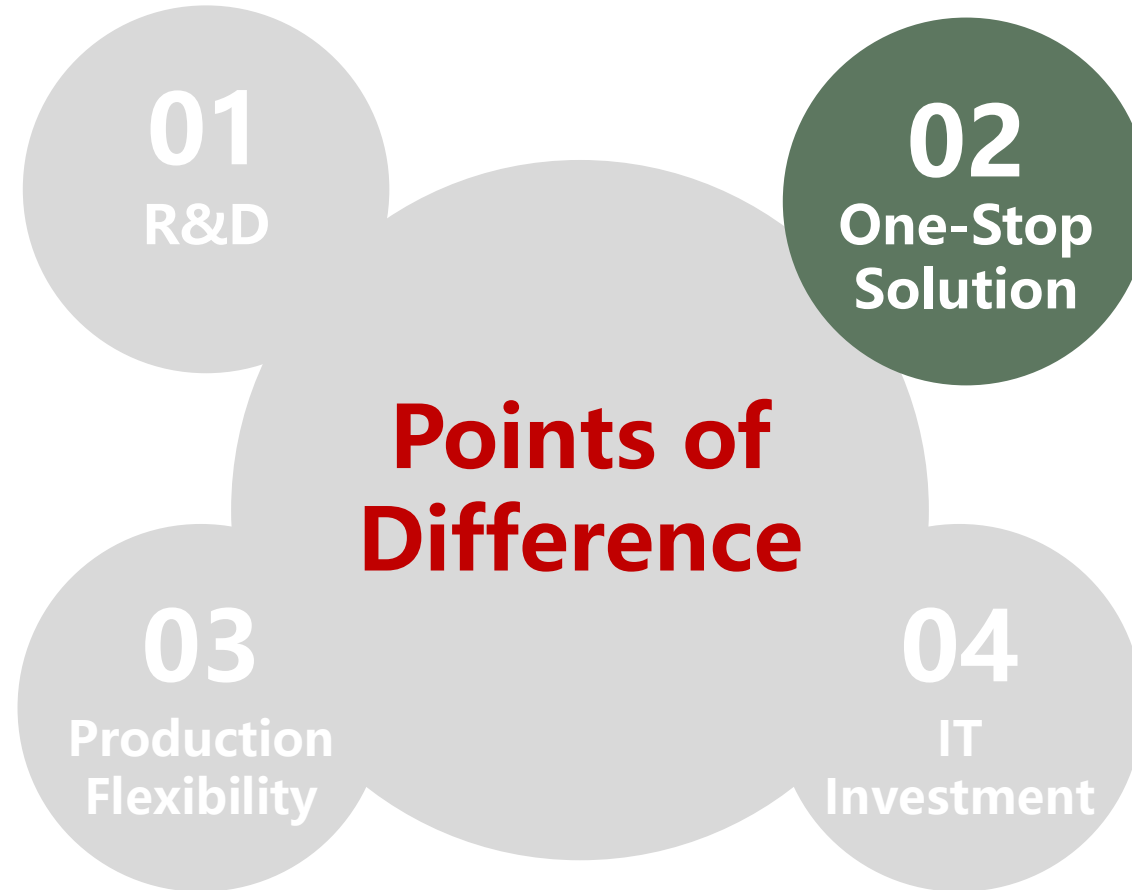 01
R&D
02
One-Stop
Solution
Points of
Difference
03
Production
Flexibility
04
IT
Investment